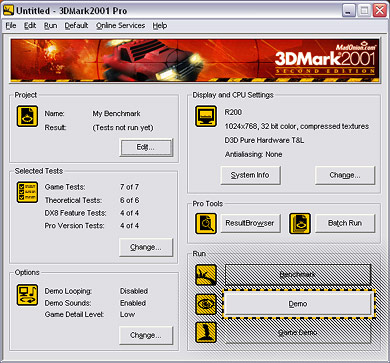 Untitled - 3DMark2001 Pro
File Edit Run Default Online Services Help
MadOnion.com
3DMark2001
SECOND EDITION
Project
Name: My Benchmark
Result: (Tests not run yet)
Edit...
Selected Tests
Game Tests: 7 of 7
Theoretical Tests: 6 of 6
DX8 Feature Tests: 4 of 4
Pro Version Tests: 4 of 4
Change...
Options
Demo Looping: Disabled
Demo Sounds: Enabled
Game Detail Level: Low
Change...
Display and CPU Settings
R200
1024x768, 32 bit color, compressed textures
D3D Pure Hardware T&L
Antialiasing: None
System Info Change...
Pro Tools
ResultBrowser Batch Run
Run
Benchmark
Demo
Game Demo